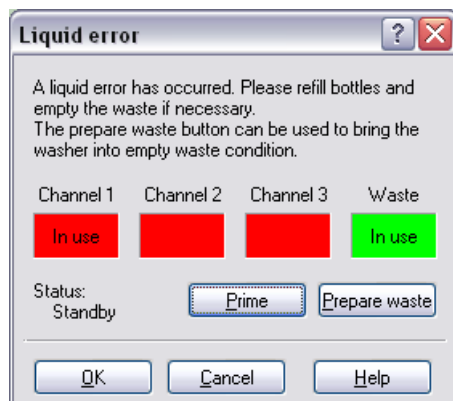 Liquid error
A liquid error has occurred. Please refill bottles and
empty the waste if necessary.
The prepare waste button can be used to bring the
washer into empty waste condition.
Channel 1 Channel 2 Channel 3 Waste
In use In use
Status:
Standby
Prime Prepare waste
OK Cancel Help